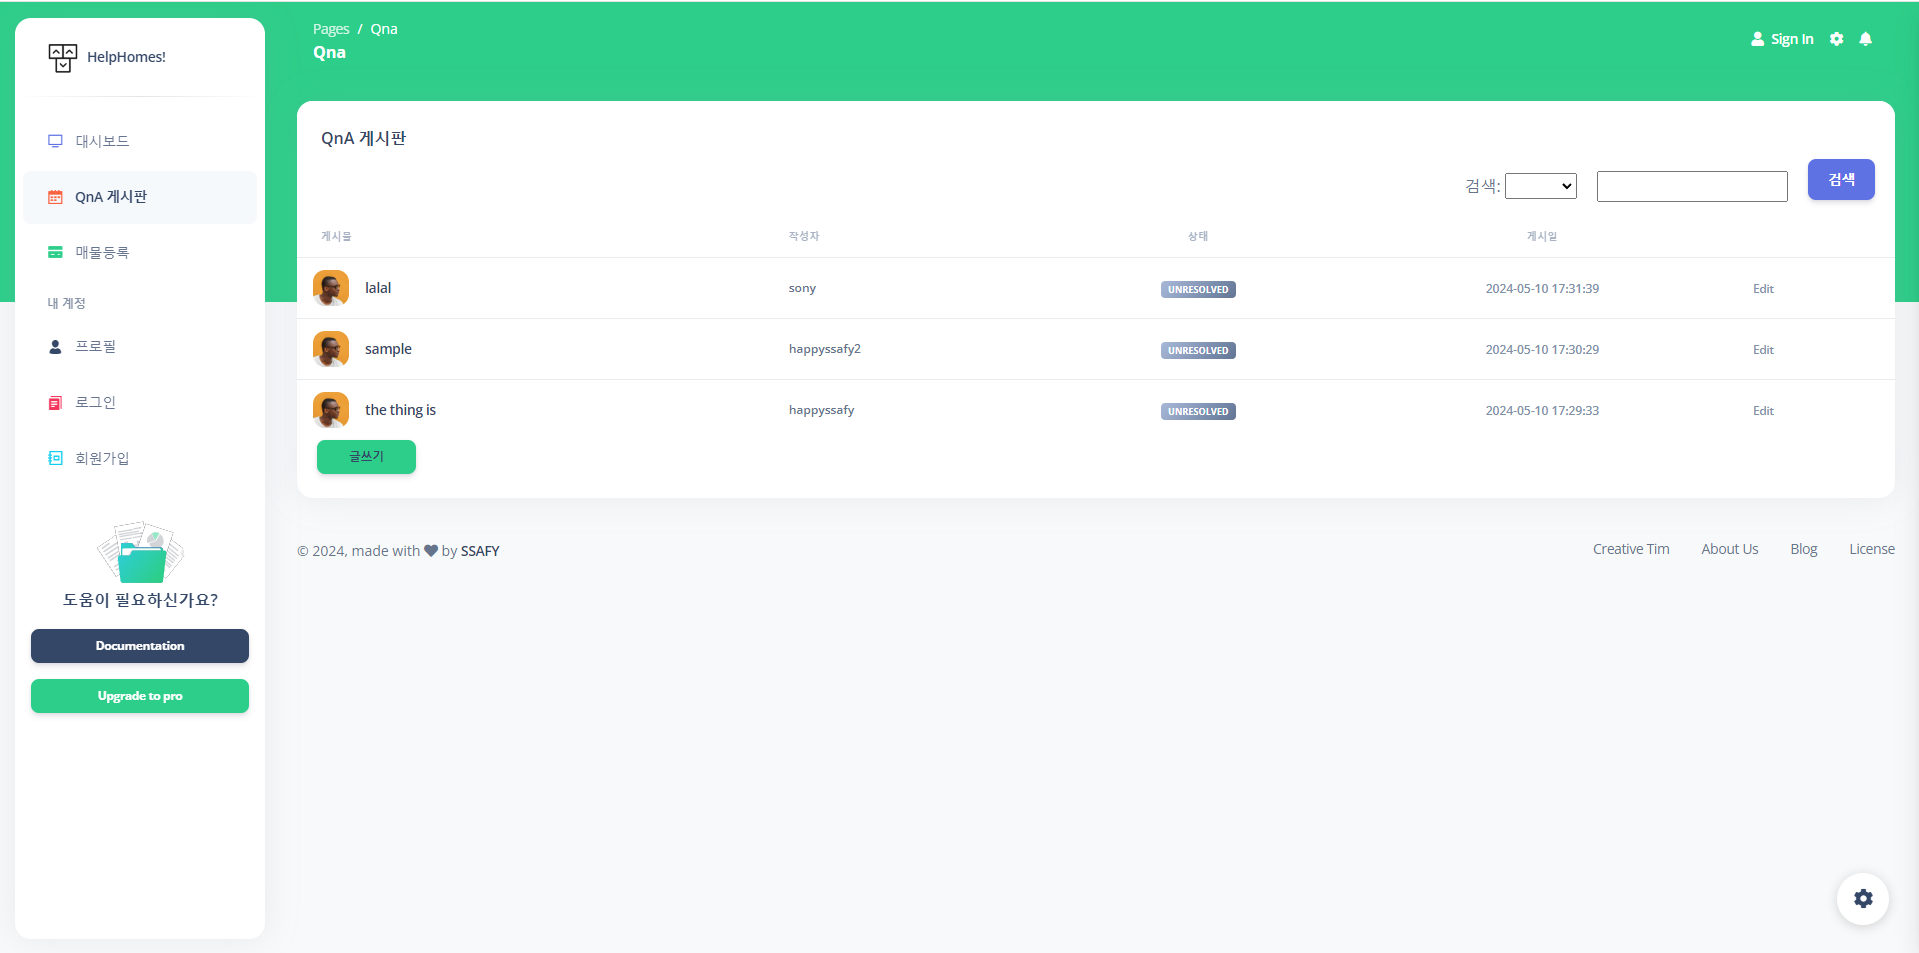 HelpHomes!
대시보드
QnA 게시판
매물등록
내 계정
프로필
로그인
회원가입
도움이 필요하신가요?
Documentation
Upgrade to pro
Pages / Qna
Qna
Sign In
QnA 게시판
검색:
검색
게시물 작성자 상태 게시일
lalal sony UNRESOLVED 2024-05-10 17:31:39 Edit
sample happyssafy2 UNRESOLVED 2024-05-10 17:30:29 Edit
the thing is happyssafy UNRESOLVED 2024-05-10 17:29:33 Edit
글쓰기
© 2024, made with by SSAFY
Creative Tim About Us Blog License